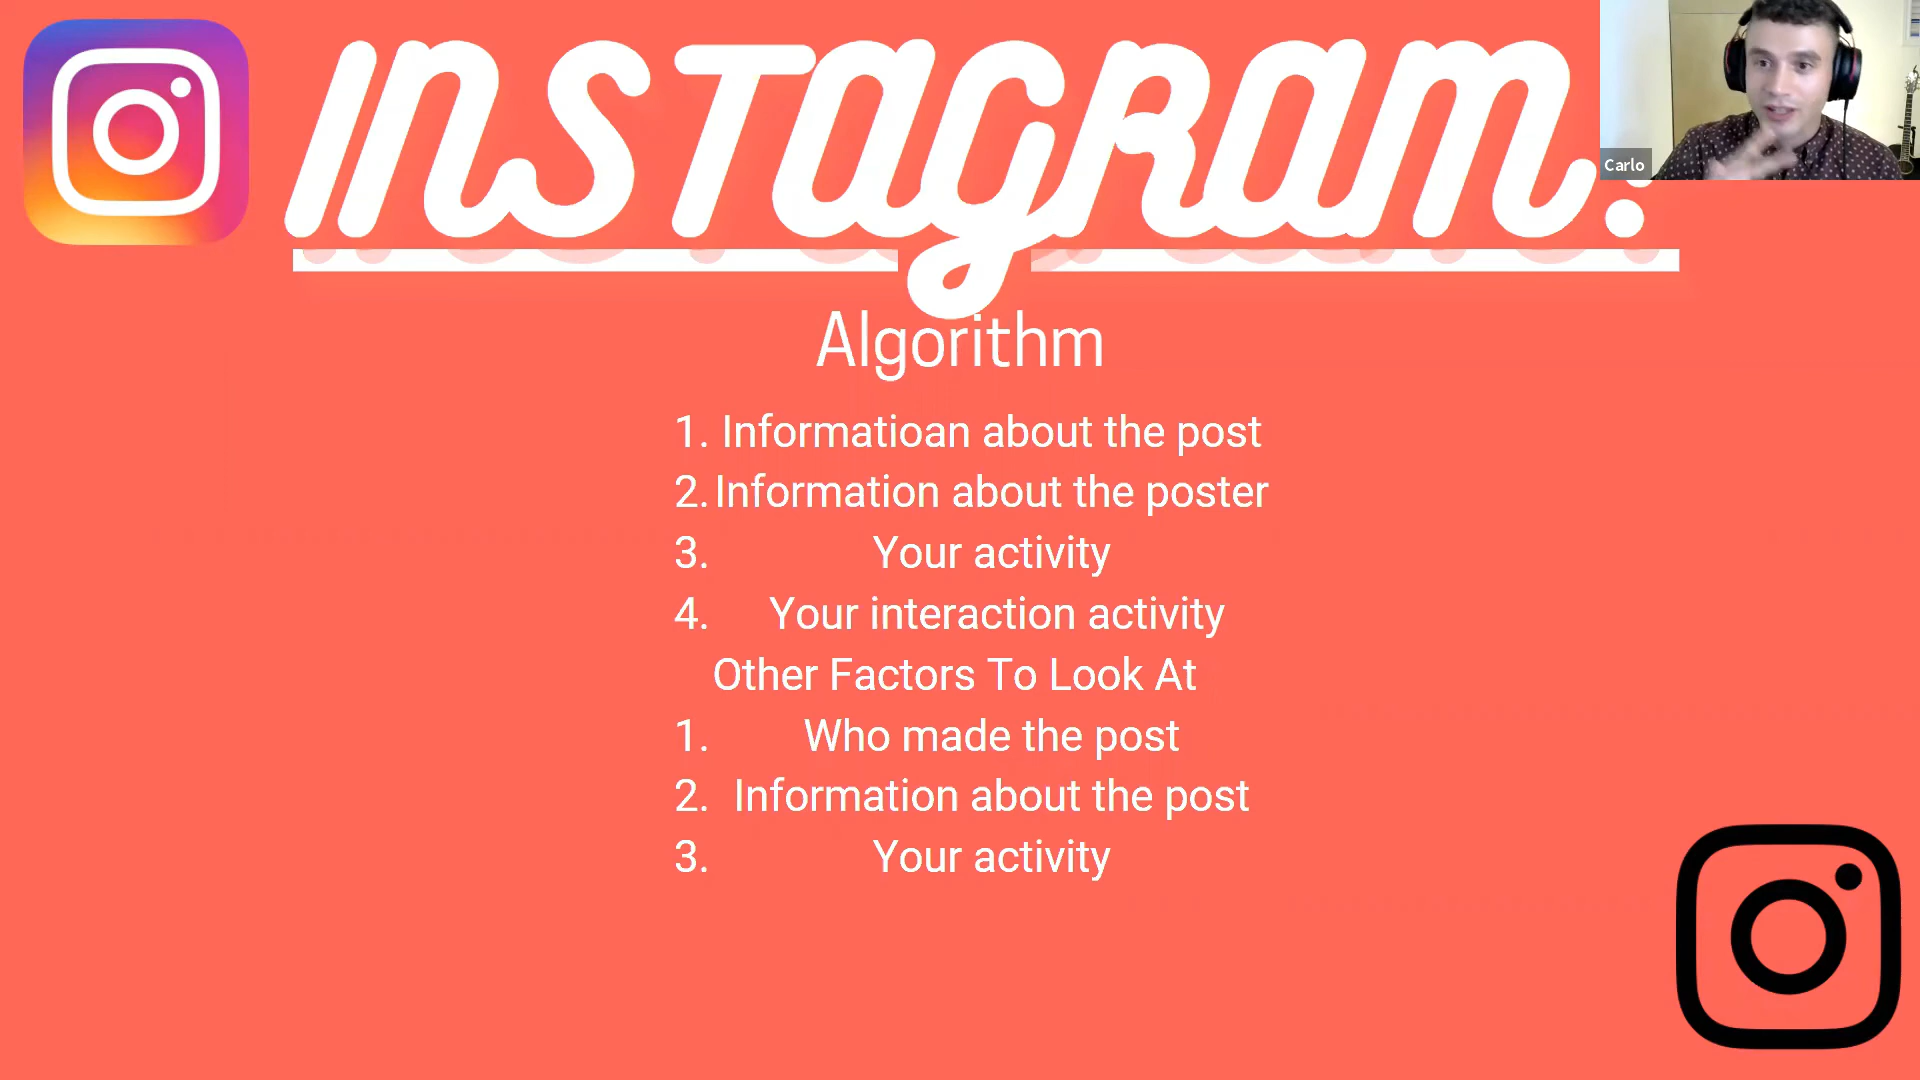 INSTAGRAM:
Carlo
Algorithm
1. Informatioan about the post
2. Information about the poster
3. Your activity
4. Your interaction activity
Other Factors To Look At
1. Who made the post
2. Information about the post
3. Your activity